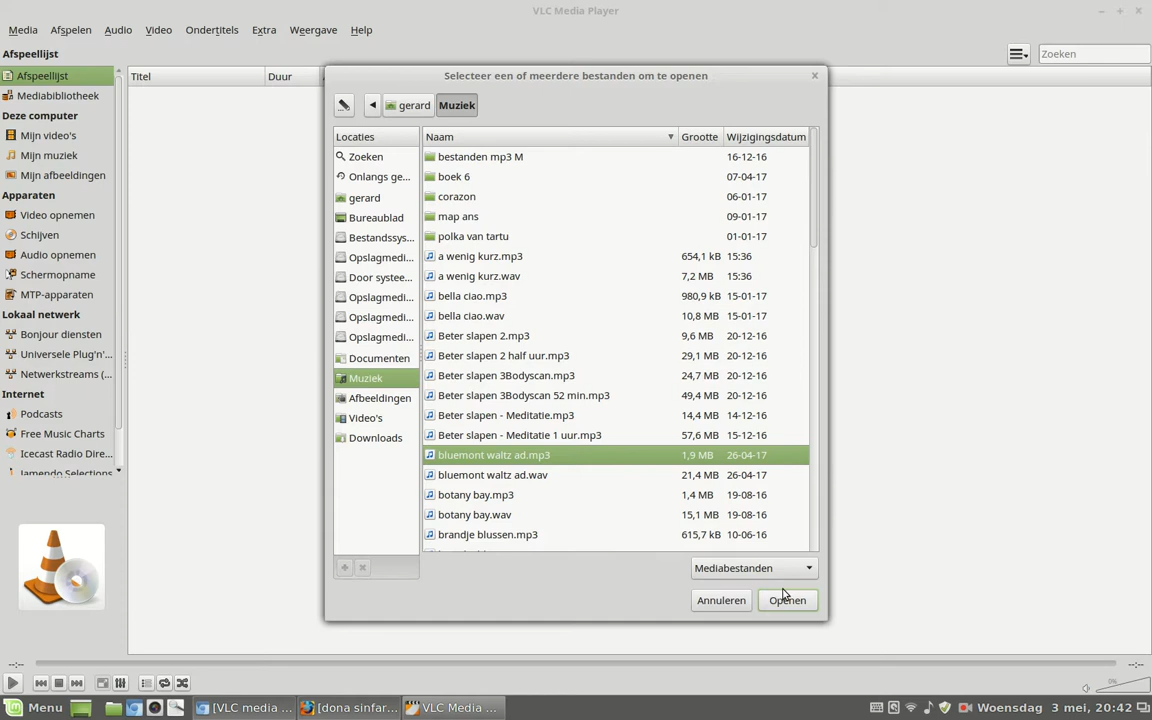 VLC Media Player
Media Afspelen Audio Video Ondertitels Extra Weergave Help
Afspeellijst
Zoeken
Afspeellijst
Mediabibliotheek
Deze computer
Mijn video's
Mijn muziek
Mijn afbeeldingen
Apparaten
Video opnemen
Schijven
Audio opnemen
Schermopname
MTP-apparaten
Lokaal netwerk
Bonjour diensten
Universele Plug'n'...
Netwerkstreams (...
Internet
Podcasts
Free Music Charts
Icecast Radio Dire...
Jamendo Selections
Titel Duur
Selecteer een of meerdere bestanden om te openen
gerard Muziek
Locaties
Zoeken
Onlangs ge...
gerard
Bureaublad
Bestandssys...
Opslagmedi...
Door systee...
Opslagmedi...
Opslagmedi...
Opslagmedi...
Documenten
Muziek
Afbeeldingen
Video's
Downloads
Naam Grootte Wijzigingsdatum
bestanden mp3 M 16-12-16
boek 6 07-04-17
corazon 06-01-17
map ans 09-01-17
polka van tartu 01-01-17
a wenig kurz.mp3 654,1 kB 15:36
a wenig kurz.wav 7,2 MB 15:36
bella ciao.mp3 980,9 kB 15-01-17
bella ciao.wav 10,8 MB 15-01-17
Beter slapen 2.mp3 9,6 MB 20-12-16
Beter slapen 2 half uur.mp3 29,1 MB 20-12-16
Beter slapen 3Bodyscan.mp3 24,7 MB 20-12-16
Beter slapen 3Bodyscan 52 min.mp3 49,4 MB 20-12-16
Beter slapen - Meditatie.mp3 14,4 MB 14-12-16
Beter slapen - Meditatie 1 uur.mp3 57,6 MB 15-12-16
bluemont waltz ad.mp3 1,9 MB 26-04-17
bluemont waltz ad.wav 21,4 MB 26-04-17
botany bay.mp3 1,4 MB 19-08-16
botany bay.wav 15,1 MB 19-08-16
brandje blussen.mp3 615,7 kB 10-06-16
Mediabestanden
Annuleren Openen
--:-- --:--
0%
Menu [VLC media ... [dona sinfar... VLC Media ... Woensdag 3 mei, 20:42